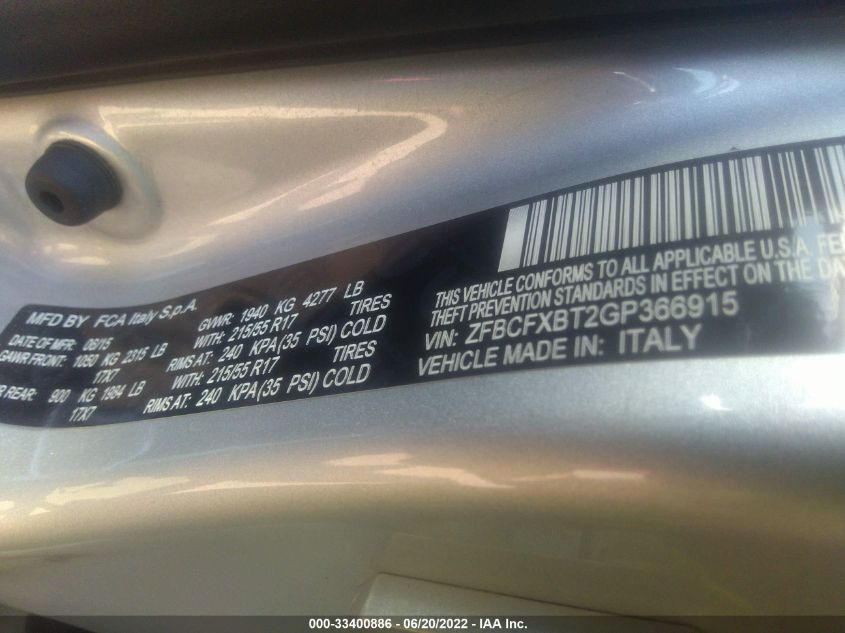 MFD BY FCA Italy S.p.A.
DATE OF MFR: 08/15 GVWR: 1940 KG 4277 LB
GAWR FRONT: 1050 KG 2315 LB WITH: 215/55 R17 TIRES
17X7 RIMS AT: 240 KPA(35 PSI) COLD
REAR: 900 KG 1984 LB WITH: 215/55 R17 TIRES
17X7 RIMS AT: 240 KPA(35 PSI) COLD
THIS VEHICLE CONFORMS TO ALL APPLICABLE U.S.A. FE
THEFT PREVENTION STANDARDS IN EFFECT ON THE DA
VIN: ZFBCFXBT2GP366915
VEHICLE MADE IN: ITALY
000-33400886 - 06/20/2022 - IAA Inc.